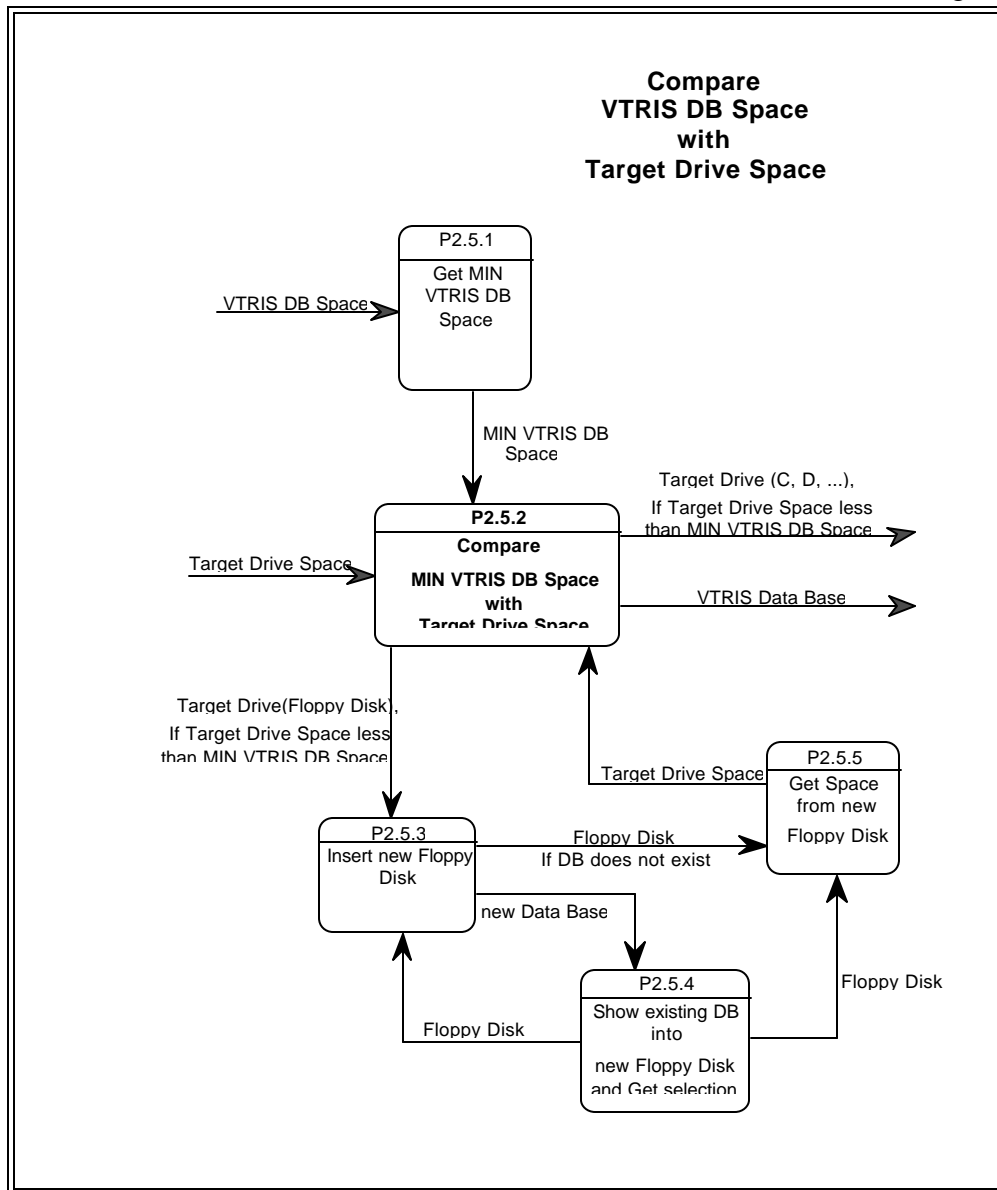 Compare
VTRIS DB Space
with
Target Drive Space
P2.5.1
Get MIN
VTRIS DB
Space
VTRIS DB Space
MIN VTRIS DB
Space
Target Drive (C, D, ...),
If Target Drive Space less
than MIN VTRIS DB Space
P2.5.2
Compare
MIN VTRIS DB Space
with
Target Drive Space
Target Drive Space
VTRIS Data Base
Target Drive(Floppy Disk),
If Target Drive Space less
than MIN VTRIS DB Space
P2.5.5
Get Space
from new
Floppy Disk
Target Drive Space
P2.5.3
Insert new Floppy
Disk
Floppy Disk
If DB does not exist
new Data Base
P2.5.4
Show existing DB
into
new Floppy Disk
and Get selection
Floppy Disk
Floppy Disk